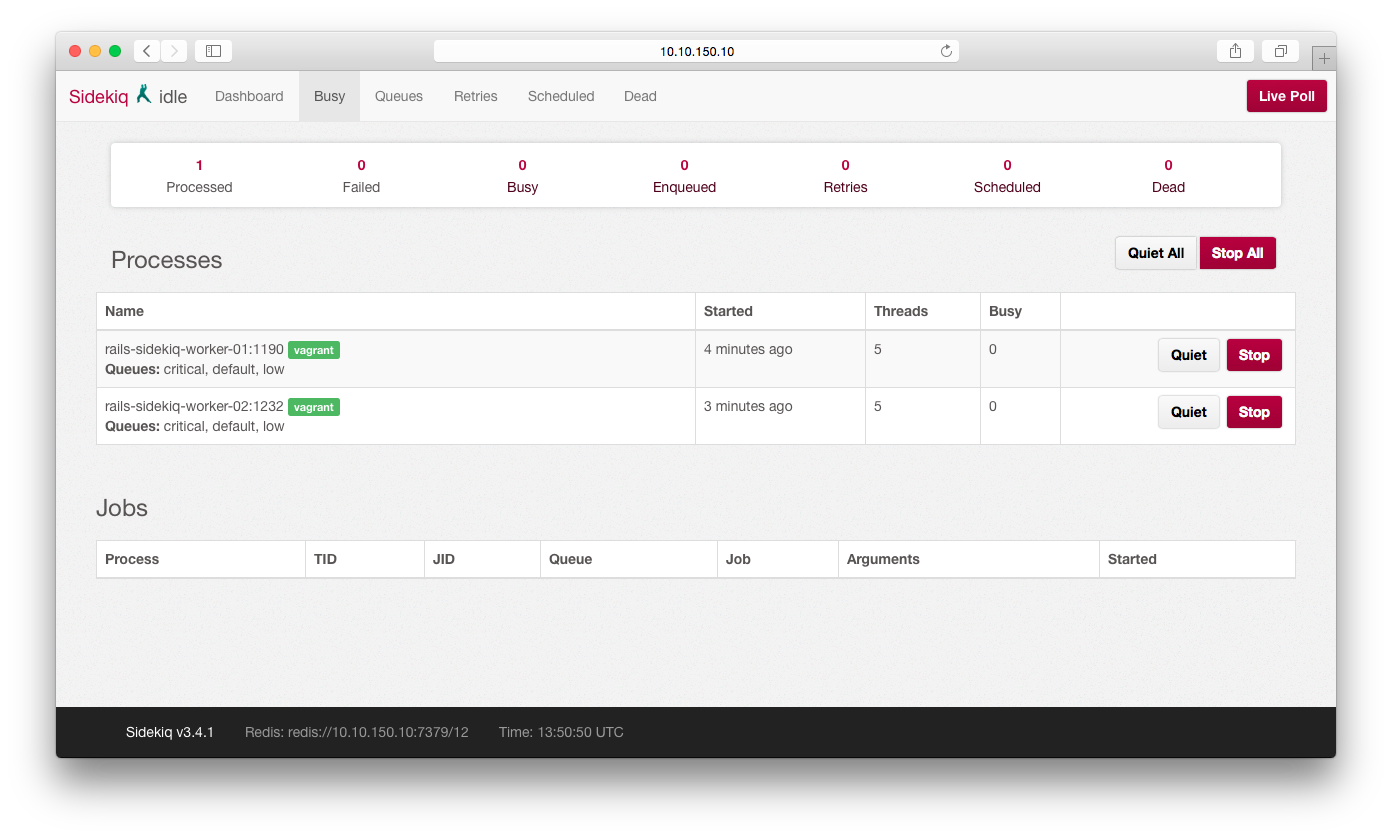 10.10.150.10
Sidekiq idle Dashboard Busy Queues Retries Scheduled Dead Live Poll
1 0 0 0 0 0 0
Processed Failed Busy Enqueued Retries Scheduled Dead
Processes Quiet All Stop All
Name Started Threads Busy
rails-sidekiq-worker-01:1190 vagrant 4 minutes ago 5 0 Quiet Stop
Queues: critical, default, low
rails-sidekiq-worker-02:1232 vagrant 3 minutes ago 5 0 Quiet Stop
Queues: critical, default, low
Jobs
Process TID JID Queue Job Arguments Started
Sidekiq v3.4.1 Redis: redis://10.10.150.10:7379/12 Time: 13:50:50 UTC